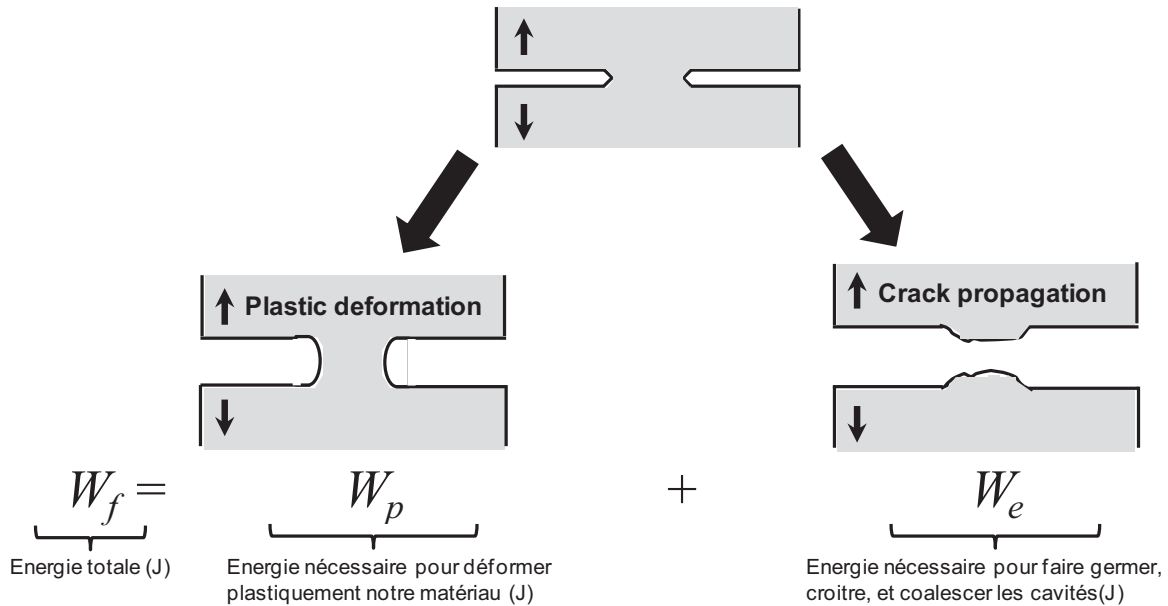 Plastic deformation
Crack propagation
W_f = W_p + W_e
Energie totale (J)
Energie nécessaire pour déformer
plastiquement notre matériau (J)
Energie nécessaire pour faire germer,
croitre, et coalescer les cavités(J)